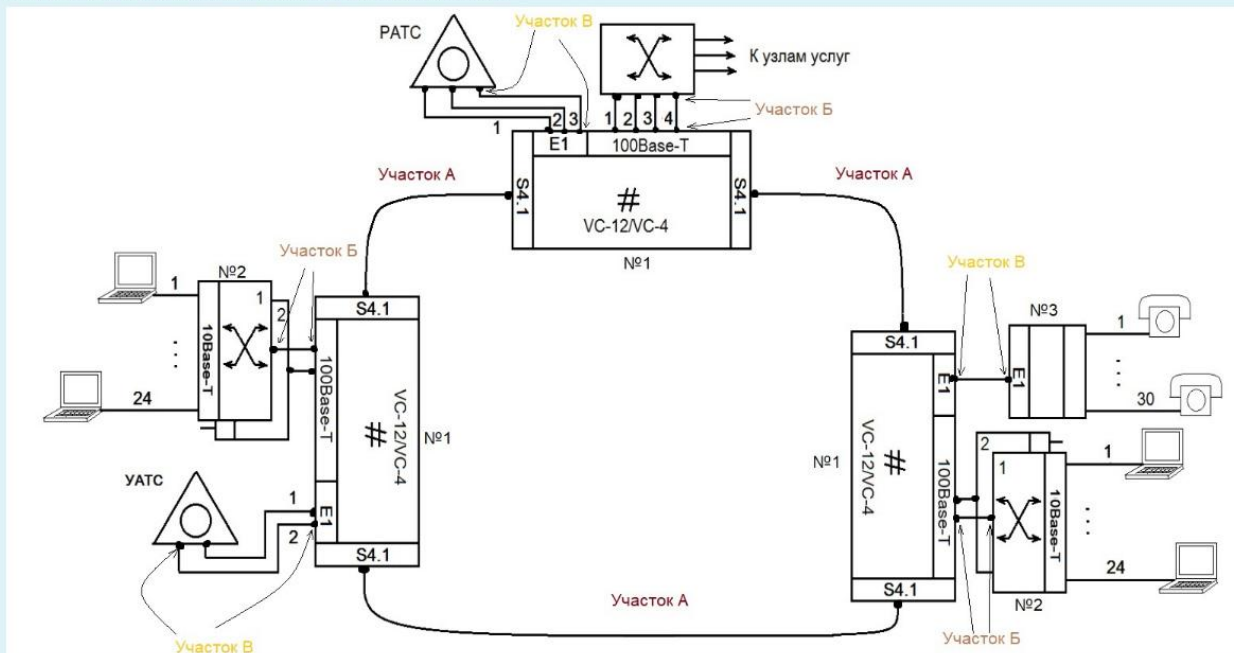 РАТС
Участок В
К узлам услуг
Участок Б
1
2
3
1
2
3
4
E1
100Base-T
S4.1
S4.1
#
VC-12/VC-4
№1
Участок А
Участок А
Участок Б
№2
1
1
2
10Base-T
. . .
24
S4.1
100Base-T
#
VC-12/VC-4
№1
E1
S4.1
УАТС
1
2
Участок В
Участок В
№3
1
. . .
30
E1
S4.1
E1
№1
#
VC-12/VC-4
100Base-T
S4.1
2
1
10Base-T
1
. . .
24
№2
Участок Б
Участок А